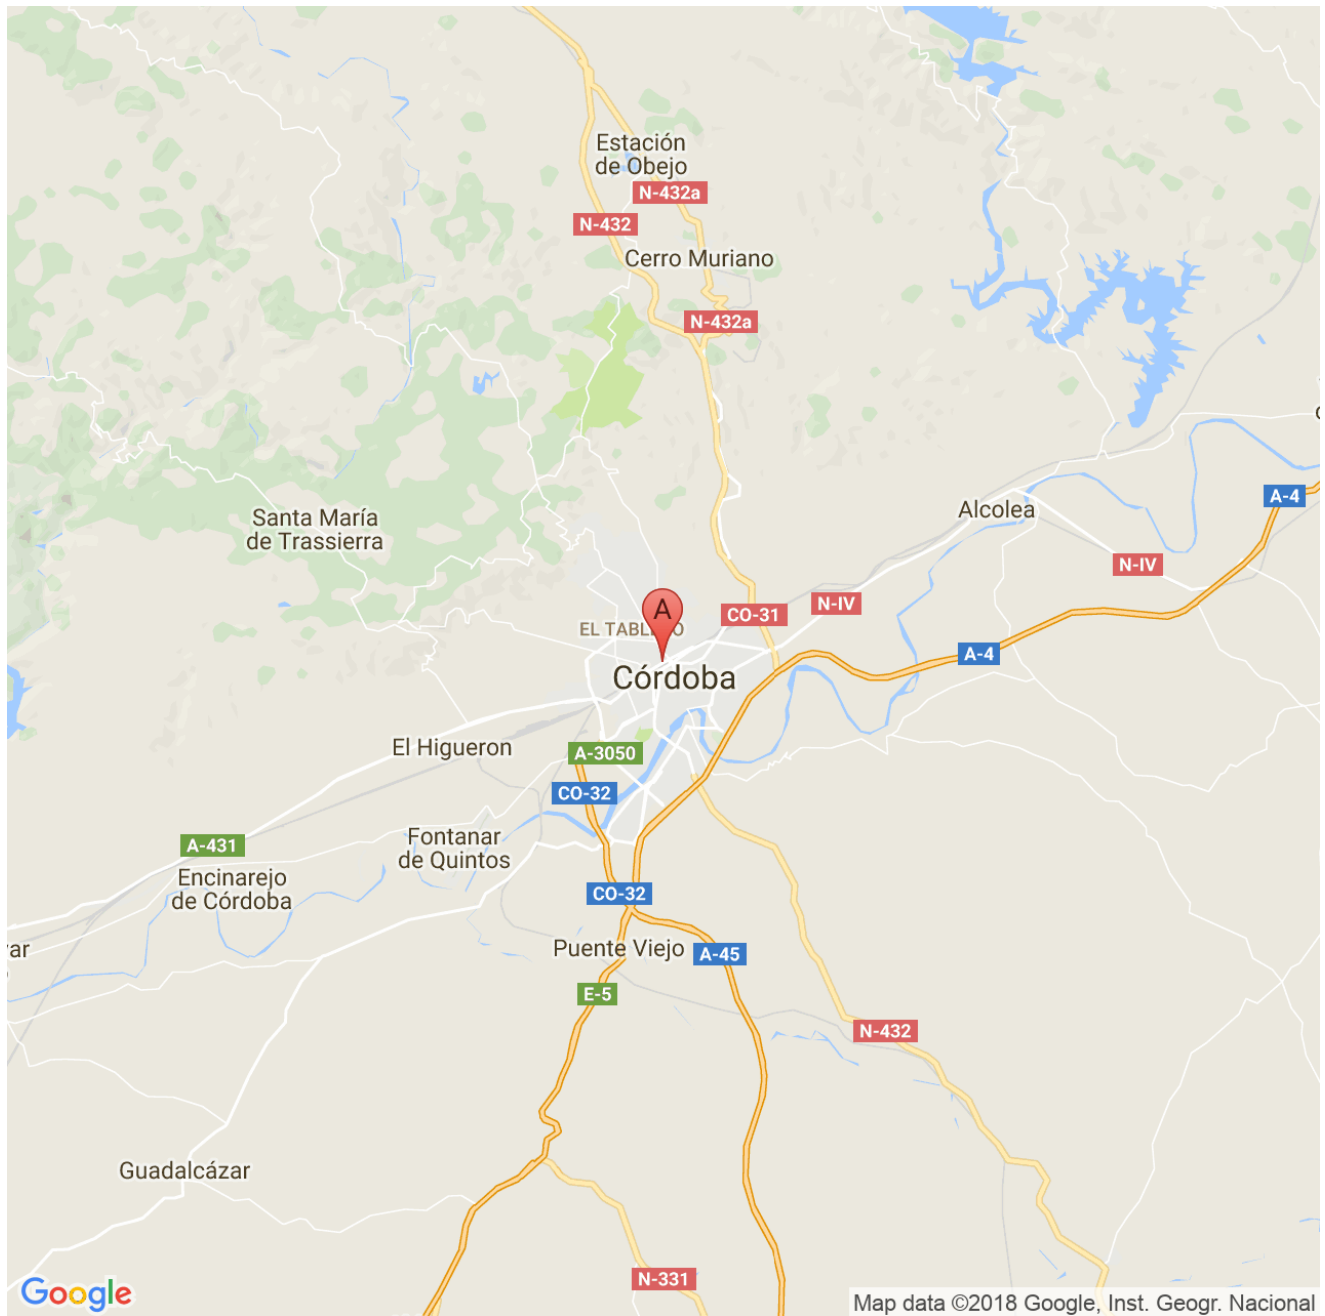 Estación
de Obejo
N-432a
N-432
Cerro Muriano
N-432a
A-4
Alcolea
Santa María
de Trassierra
N-IV
N-IV
CO-31
A
A-4
Córdoba
El Higueron
A-3050
CO-32
Fontanar
de Quintos
A-431
Encinarejo
de Córdoba
CO-32
Puente Viejo
A-45
E-5
N-432
Guadalcázar
N-331
Google
Map data ©2018 Google, Inst. Geogr. Nacional